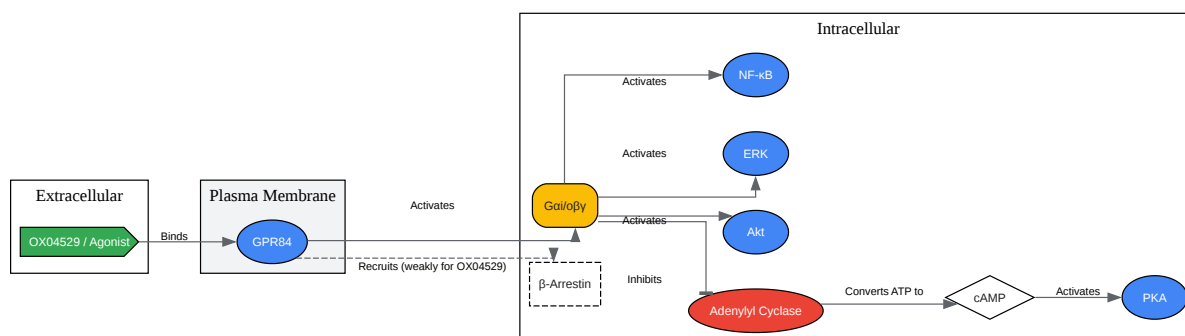 Intracellular
NF-κB
Activates
ERK
Activates
Extracellular
Plasma Membrane
Activates
Gαi/oβγ
Activates
Akt
OX04529 / Agonist
Binds
GPR84
Recruits (weakly for OX04529)
β-Arrestin
Inhibits
Adenylyl Cyclase
Converts ATP to
cAMP
Activates
PKA